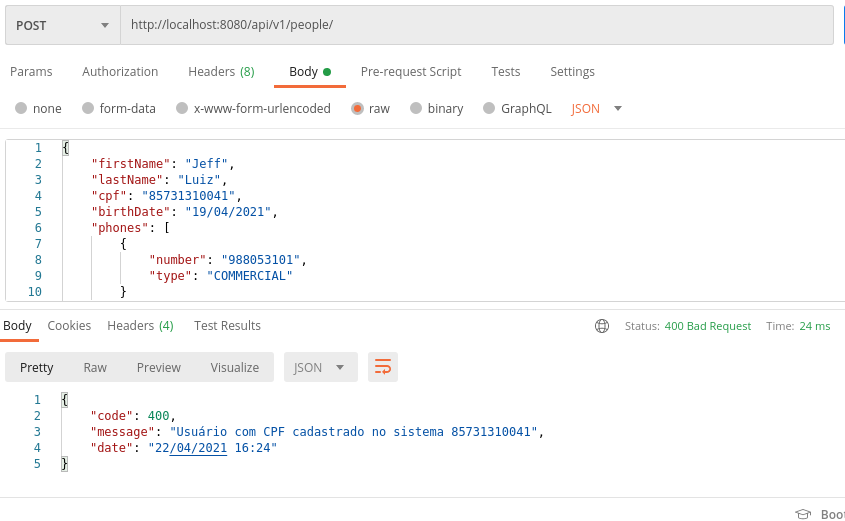 POST http://localhost:8080/api/v1/people/
Params Authorization Headers (8) Body Pre-request Script Tests Settings
none form-data x-www-form-urlencoded raw binary GraphQL JSON
1 {
2 "firstName": "Jeff",
3 "lastName": "Luiz",
4 "cpf": "85731310041",
5 "birthDate": "19/04/2021",
6 "phones": [
7 {
8 "number": "988053101",
9 "type": "COMMERCIAL"
10 }
Body Cookies Headers (4) Test Results Status: 400 Bad Request Time: 24 ms
Pretty Raw Preview Visualize JSON
1 {
2 "code": 400,
3 "message": "Usuário com CPF cadastrado no sistema 85731310041",
4 "date": "22/04/2021 16:24"
5 }